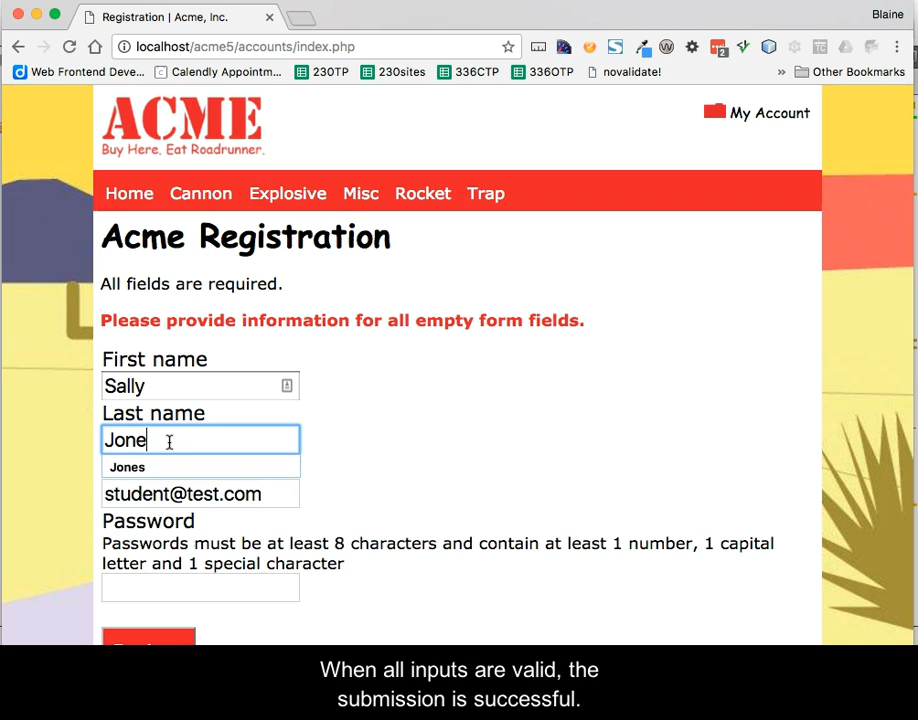 Registration | Acme, Inc.
Blaine
localhost/acme5/accounts/index.php
2
Web Frontend Deve...
Calendly Appointm...
230TP
230sites
336CTP
336OTP
novalidate!
» Other Bookmarks
ACME
Buy Here. Eat Roadrunner.
My Account
Home Cannon Explosive Misc Rocket Trap
Acme Registration
All fields are required.
Please provide information for all empty form fields.
First name
Sally
Last name
Jone
Jones
student@test.com
Password
Passwords must be at least 8 characters and contain at least 1 number, 1 capital
letter and 1 special character
When all inputs are valid, the
submission is successful.